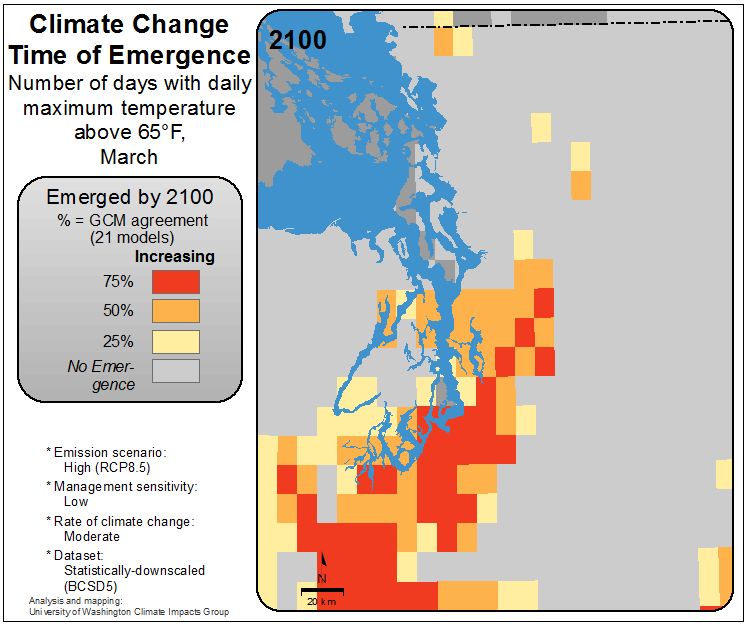 Climate Change
Time of Emergence
Number of days with daily
maximum temperature
above 65°F,
March
Emerged by 2100
% = GCM agreement
(21 models)
Increasing
75%
50%
25%
No Emer-
gence
* Emission scenario:
High (RCP8.5)
* Management sensitivity:
Low
* Rate of climate change:
Moderate
* Dataset:
Statistically-downscaled
(BCSD5)
Analysis and mapping:
University of Washington Climate Impacts Group
2100
N
20 km